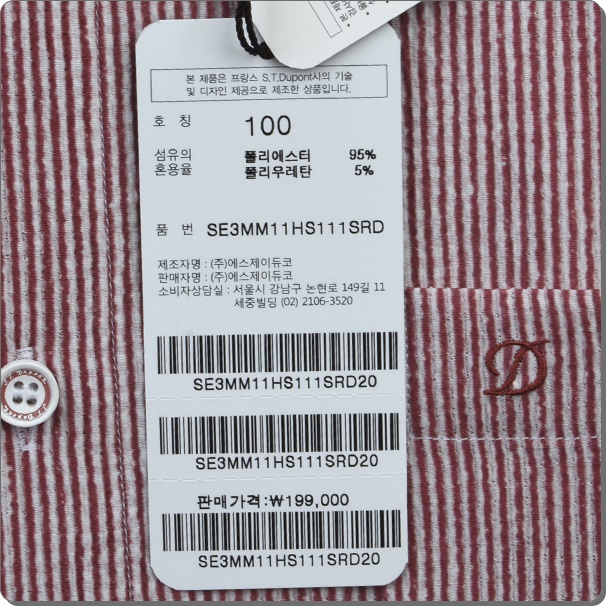 본 제품은 프랑스 S.T.Dupont사의 기술
및 디자인 제공으로 제조한 상품입니다.
호 칭 100
섬유의 폴리에스터 95%
혼용율 폴리우레탄 5%
품 번 SE3MM11HS111SRD
제조자명 : (주)에스제이듀코
판매자명 : (주)에스제이듀코
소비자상담실 : 서울시 강남구 논현로 149길 11
세중빌딩 (02) 2106-3520
SE3MM11HS111SRD20
SE3MM11HS111SRD20
판매가격:₩199,000
SE3MM11HS111SRD20
D